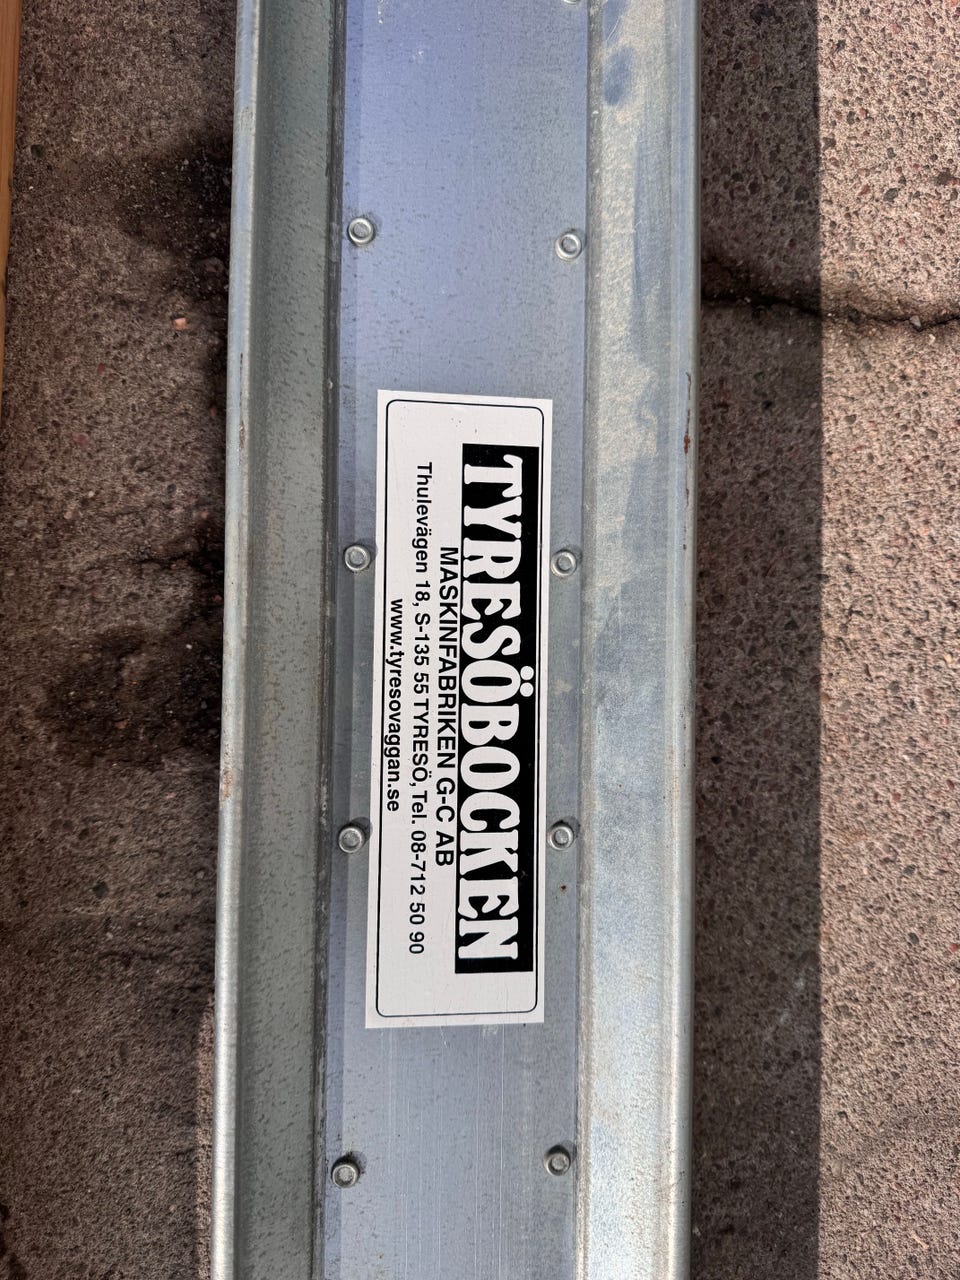 TYRESÖBOCKEN
MASKINFABRIKEN G-C AB
Thulevägen 18, S-135 55 TYRESÖ, Tel. 08-712 50 90
www.tyresovaggan.se